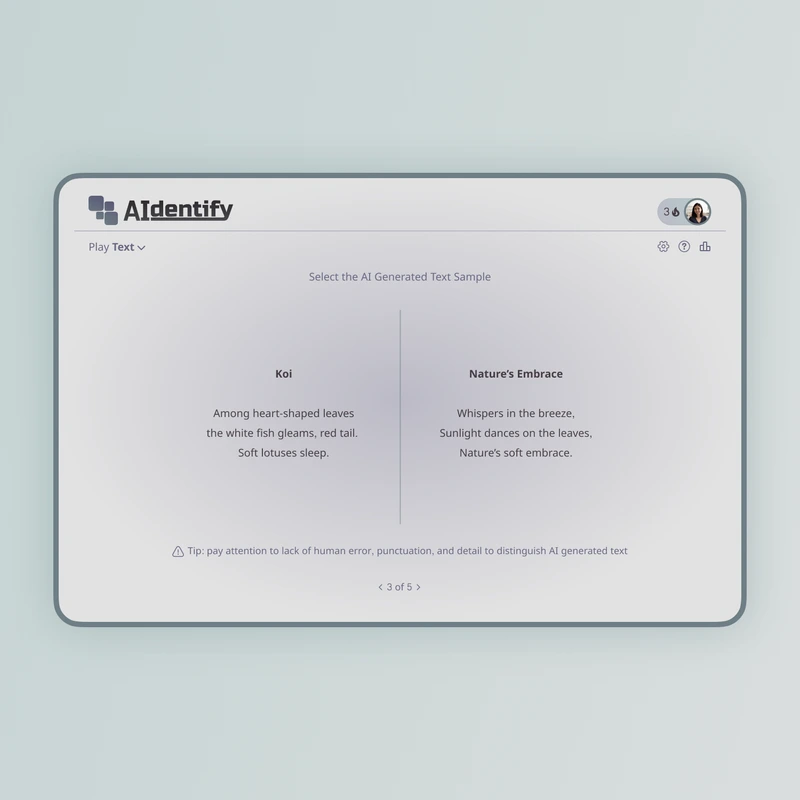 AIdentify
3
Play Text
Select the AI Generated Text Sample
Koi
Among heart-shaped leaves
the white fish gleams, red tail.
Soft lotuses sleep.
Nature’s Embrace
Whispers in the breeze,
Sunlight dances on the leaves,
Nature’s soft embrace.
Tip: pay attention to lack of human error, punctuation, and detail to distinguish AI generated text
3 of 5